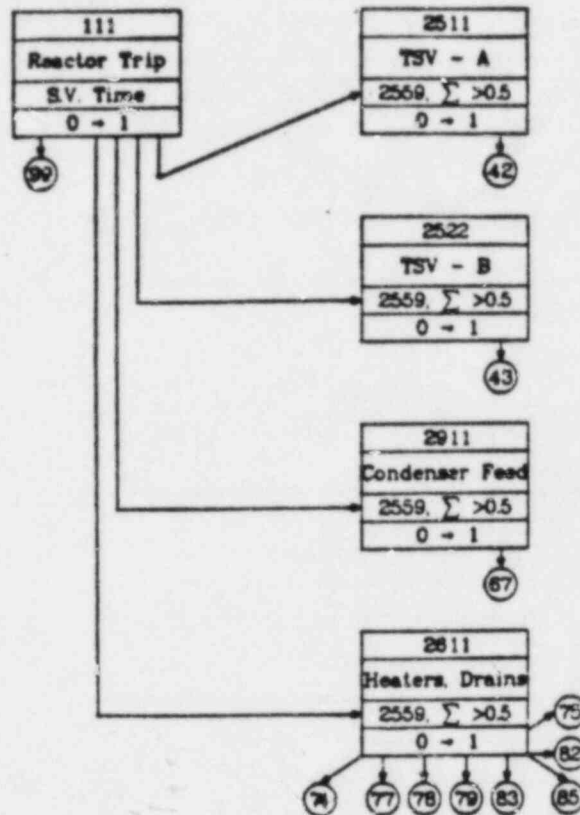 111
Reactor Trip
S.V. Time
0 → 1
99
2511
TSV - A
2559, ∑ >0.5
0 → 1
42
2522
TSV - B
2559, ∑ >0.5
0 → 1
43
2911
Condenser Feed
2559, ∑ >0.5
0 → 1
67
2611
Heaters, Drains
2559, ∑ >0.5
0 → 1
75
82
74
77
78
79
83
85